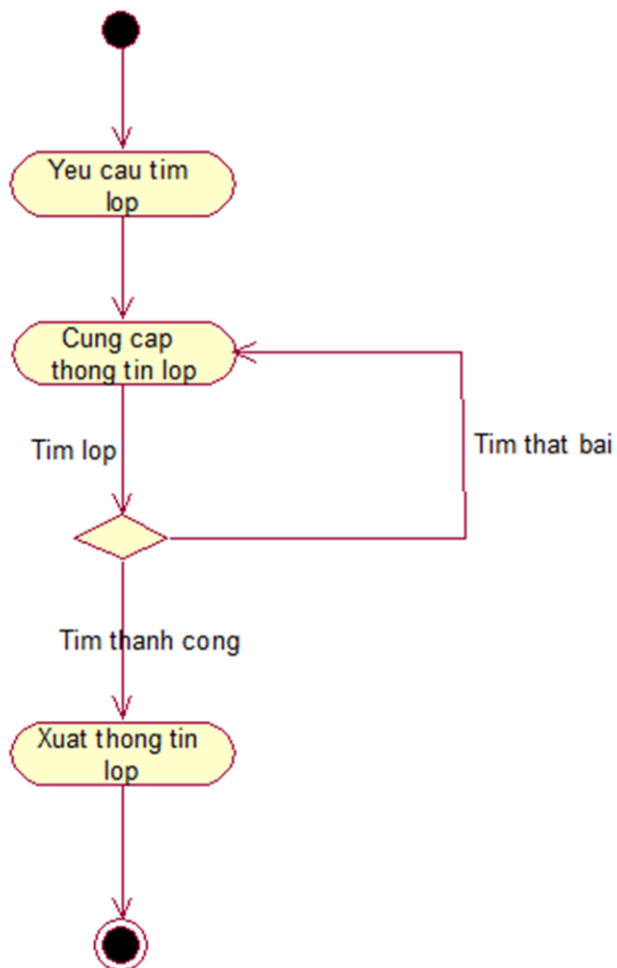 Yeu cau tim
lop
Cung cap
thong tin lop
Tim lop
Tim that bai
Tim thanh cong
Xuat thong tin
lop